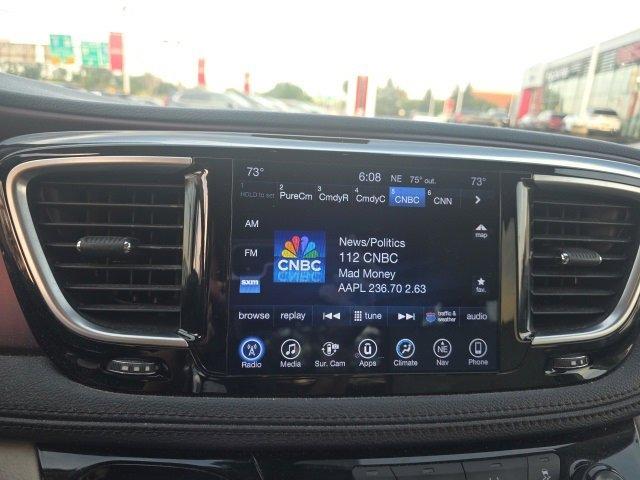 73° 6:08 NE 75° out. 73°
1 HOLD to set 2 PureCm 3 CmdyR 4 CmdyC 5 CNBC 6 CNN
AM
FM
sxm
CNBC
News/Politics
112 CNBC
Mad Money
AAPL 236.70 2.63
map
fav.
browse replay tune traffic & weather audio
Radio Media Sur. Cam Apps Climate NE Nav Phone